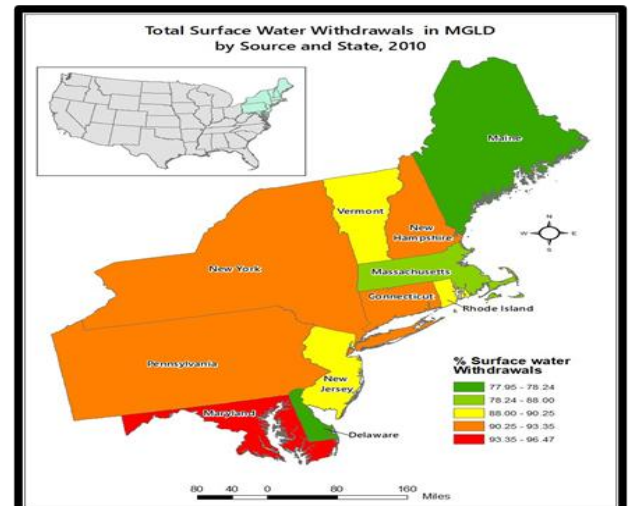 Total Surface Water Withdrawals in MGLD
by Source and State, 2010
Maine
Vermont
New
Hampshire
N
W
E
S
New York
Massachusetts
Connecticut
Rhode Island
Pennsylvania
New
Jersey
Maryland
Delaware
% Surface water
Withdrawals
77.95 - 78.24
78.24 - 88.00
88.00 - 90.25
90.25 - 93.35
93.35 - 96.47
80 40 0 80 160
Miles